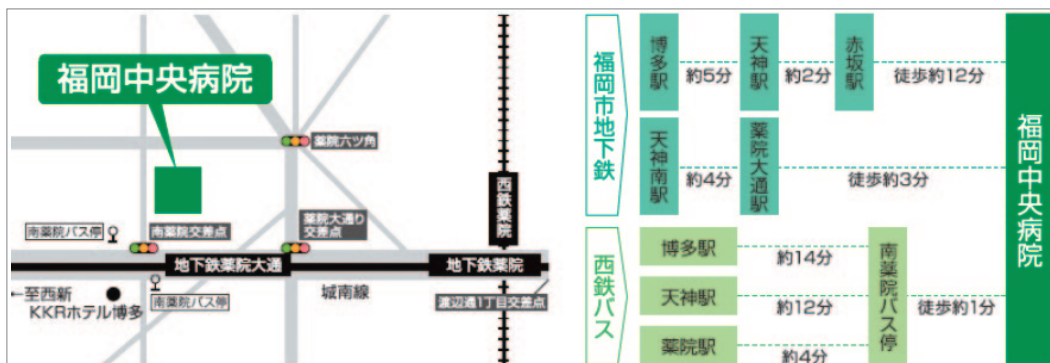 福岡中央病院
薬院六ツ角
西鉄薬院
南薬院バス停
南薬院交差点
薬院大通り
交差点
地下鉄薬院大通
地下鉄薬院
←至西新
KKRホテル博多
南薬院バス停
城南線
渡辺通1丁目交差点
福岡市地下鉄
博多駅
約5分
天神駅
約2分
赤坂駅
徒歩約12分
天神南駅
約4分
薬院大通駅
徒歩約3分
西鉄バス
博多駅
約14分
天神駅
約12分
薬院駅
約4分
南薬院バス停
徒歩約1分
福岡中央病院